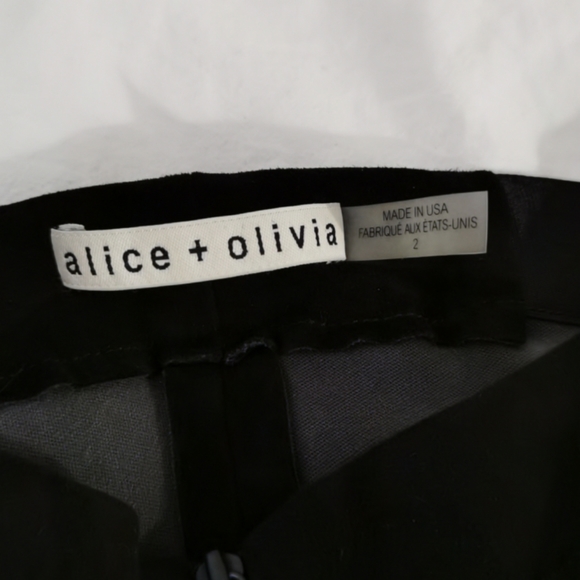 alice + olivia
MADE IN USA
FABRIQUÉ AUX ÉTATS-UNIS
2